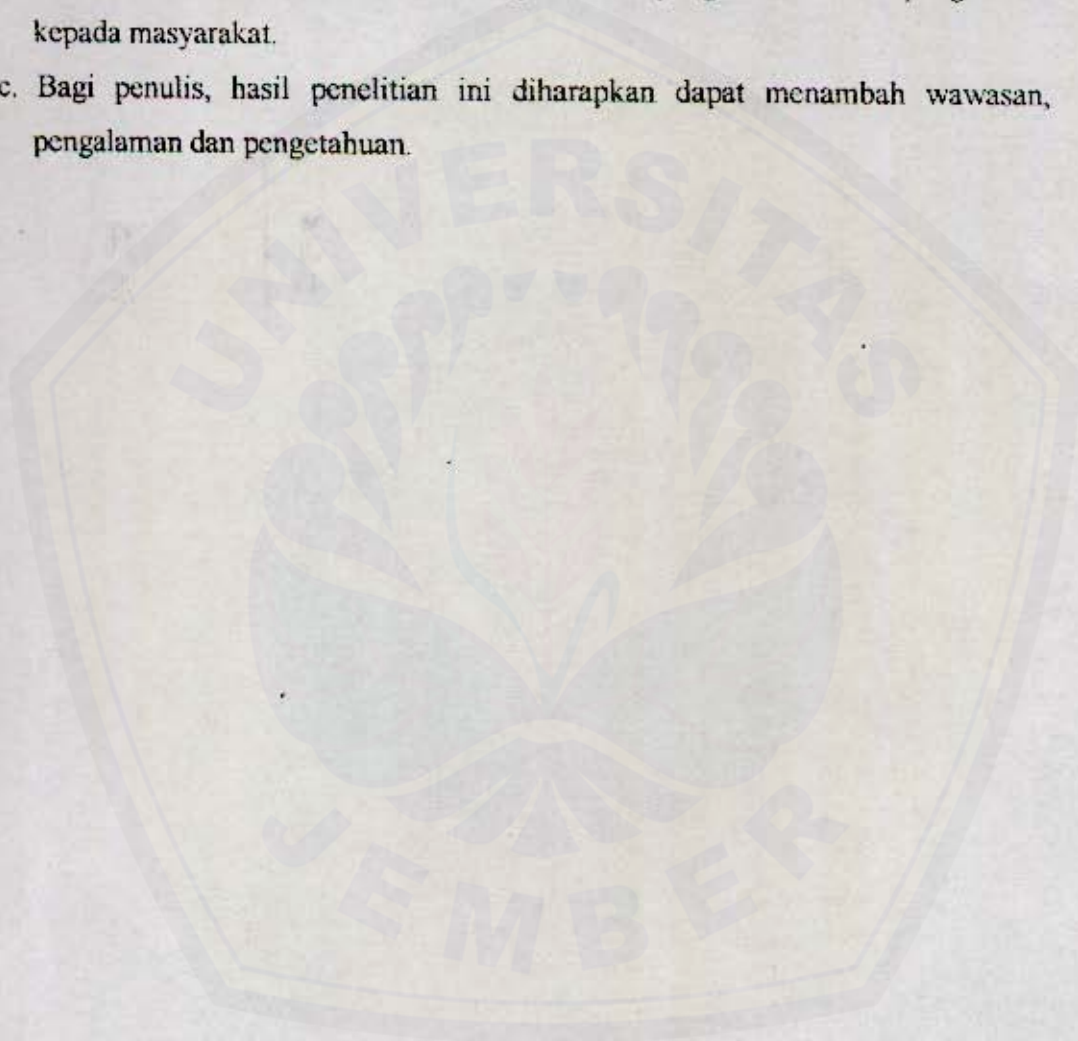 kepada masyarakat.
c. Bagi penulis, hasil penelitian ini diharapkan dapat menambah wawasan,
pengalaman dan pengetahuan.
UNIVERSITAS
JEMBER